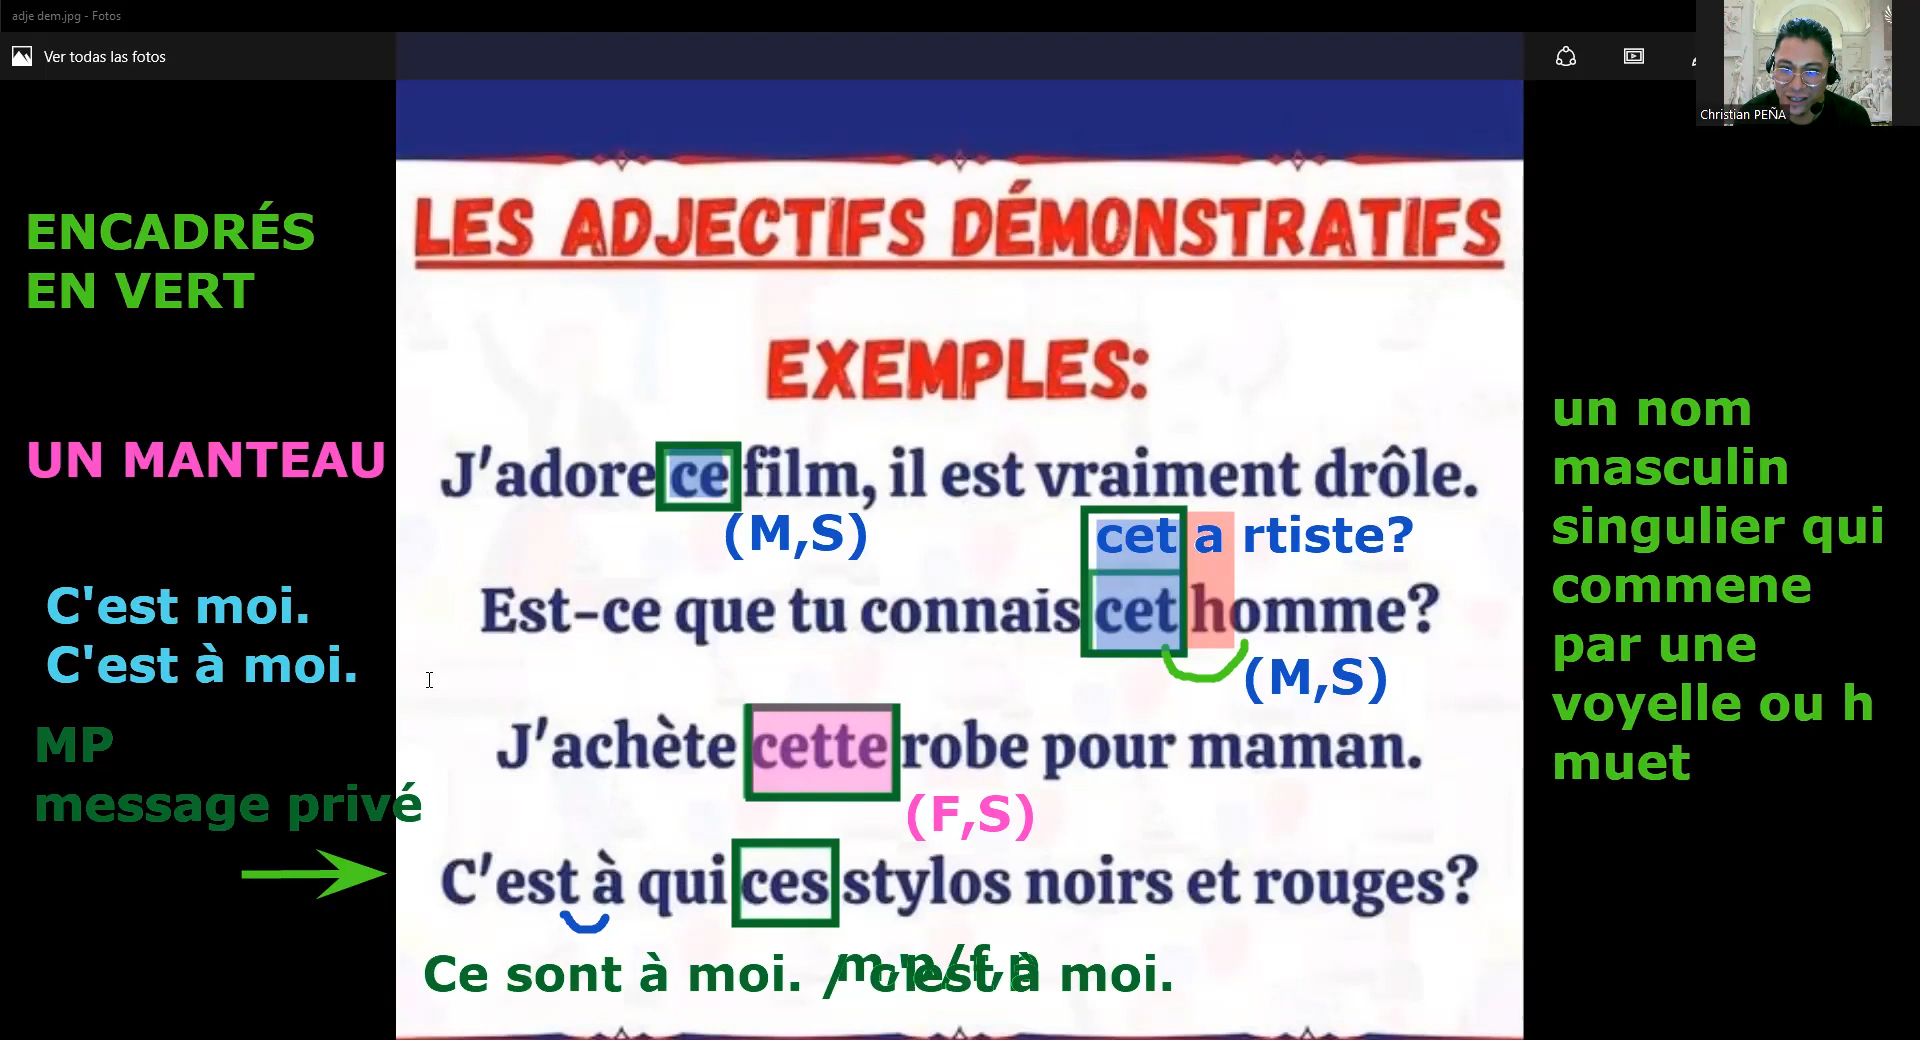 adje dem.jpg - Fotos
Ver todas las fotos
Christian PEÑA
ENCADRÉS
EN VERT
UN MANTEAU
C'est moi.
C'est à moi.
MP
message privé
LES ADJECTIFS DÉMONSTRATIFS
EXEMPLES:
J'adore ce film, il est vraiment drôle.
(M,S)
cet a rtiste?
Est-ce que tu connais cet homme?
(M,S)
J'achète cette robe pour maman.
(F,S)
C'est à qui ces stylos noirs et rouges?
m,p/f,p
Ce sont à moi. / c'est à moi.
un nom
masculin
singulier qui
commene
par une
voyelle ou h
muet